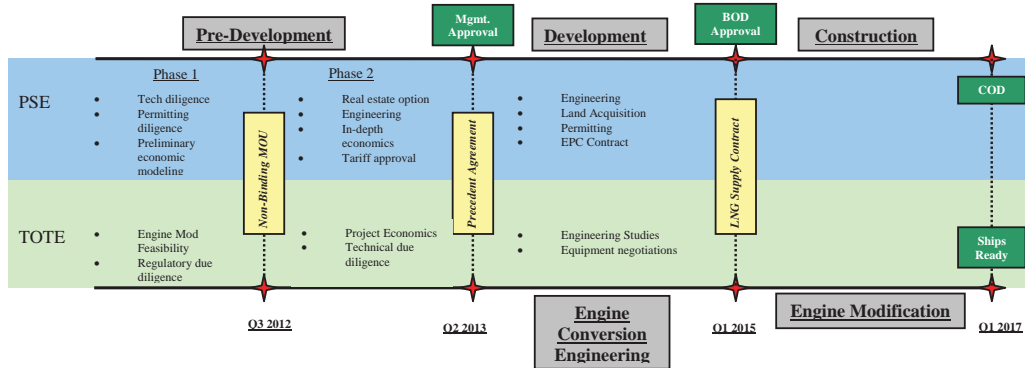 Pre-Development
Mgmt.
Approval
Development
BOD
Approval
Construction
PSE
Phase 1
Tech diligence
Permitting
diligence
Preliminary
economic
modeling
Non-Binding MOU
Phase 2
Real estate option
Engineering
In-depth
economics
Tariff approval
Precedent Agreement
Engineering
Land Acquisition
Permitting
EPC Contract
LNG Supply Contract
COD
TOTE
Engine Mod
Feasibility
Regulatory due
diligence
Project Economics
Technical due
diligence
Engineering Studies
Equipment negotiations
Ships
Ready
Q3 2012
Q2 2013
Engine
Conversion
Engineering
Q1 2015
Engine Modification
Q1 2017